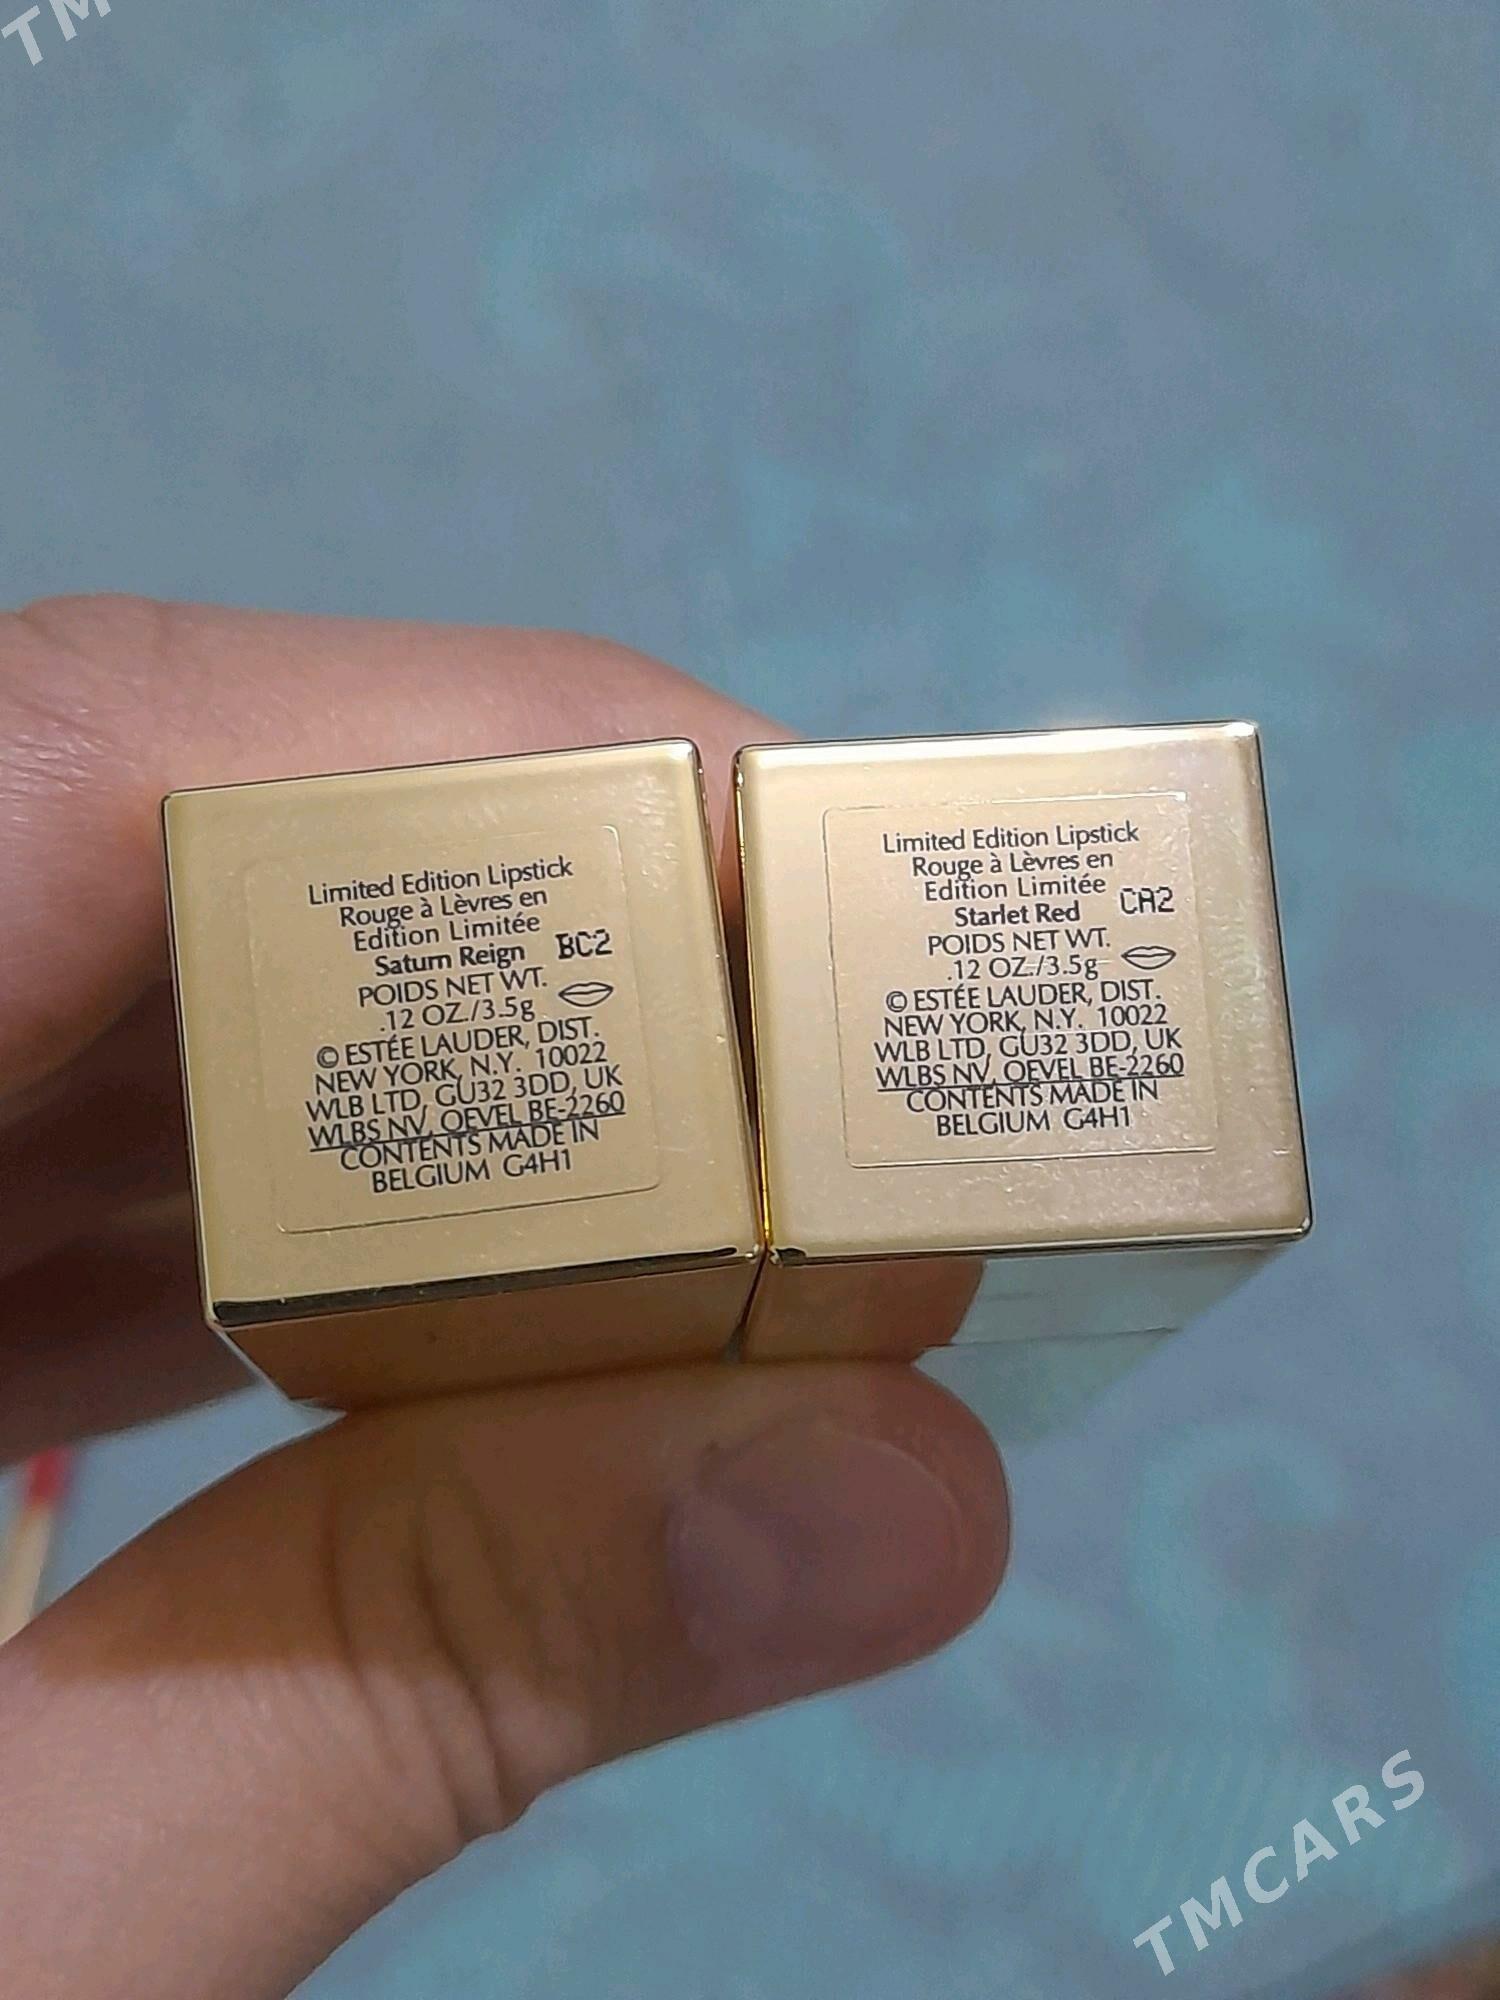 TM
Limited Edition Lipstick
Rouge à Lèvres en
Edition Limitée
Saturn Reign BC2
POIDS NET WT.
.12 OZ./3.5g
© ESTÉE LAUDER, DIST.
NEW YORK, N.Y. 10022
WLB LTD, GU32 3DD, UK
WLBS NV, OEVEL BE-2260
CONTENTS MADE IN
BELGIUM G4H1
Limited Edition Lipstick
Rouge à Lèvres en
Edition Limitée
Starlet Red CA2
POIDS NET WT.
.12 OZ./3.5g
© ESTÉE LAUDER, DIST.
NEW YORK, N.Y. 10022
WLB LTD, GU32 3DD, UK
WLBS NV, OEVEL BE-2260
CONTENTS MADE IN
BELGIUM G4H1
TMCARS